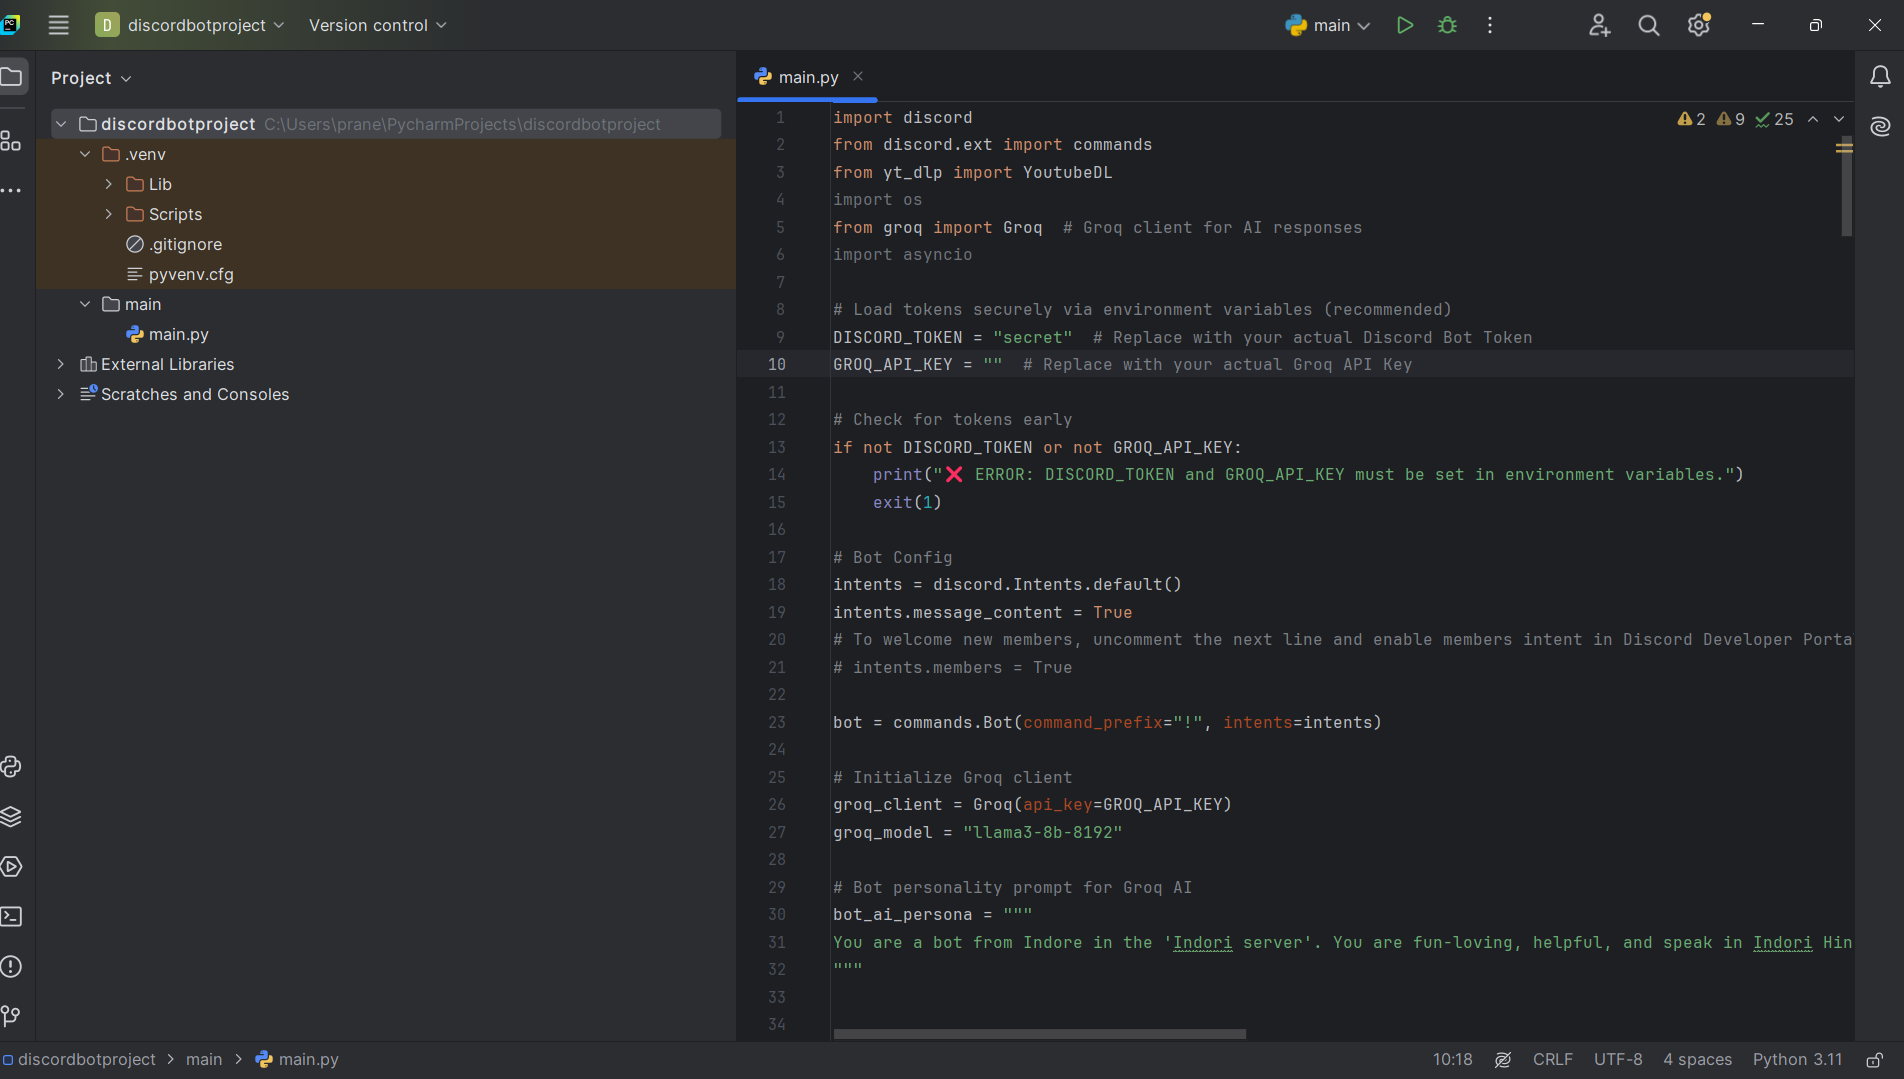 PC
D discordbotproject Version control main
Project
main.py
discordbotproject C:\Users\prane\PycharmProjects\discordbotproject
.venv
Lib
Scripts
.gitignore
pyvenv.cfg
main
main.py
External Libraries
Scratches and Consoles
2 9 25
1 import discord
2 from discord.ext import commands
3 from yt_dlp import YoutubeDL
4 import os
5 from groq import Groq  # Groq client for AI responses
6 import asyncio
7
8 # Load tokens securely via environment variables (recommended)
9 DISCORD_TOKEN = "secret"  # Replace with your actual Discord Bot Token
10 GROQ_API_KEY = ""  # Replace with your actual Groq API Key
11
12 # Check for tokens early
13 if not DISCORD_TOKEN or not GROQ_API_KEY:
14     print("❌ ERROR: DISCORD_TOKEN and GROQ_API_KEY must be set in environment variables.")
15     exit(1)
16
17 # Bot Config
18 intents = discord.Intents.default()
19 intents.message_content = True
20 # To welcome new members, uncomment the next line and enable members intent in Discord Developer Porta
21 # intents.members = True
22
23 bot = commands.Bot(command_prefix="!", intents=intents)
24
25 # Initialize Groq client
26 groq_client = Groq(api_key=GROQ_API_KEY)
27 groq_model = "llama3-8b-8192"
28
29 # Bot personality prompt for Groq AI
30 bot_ai_persona = """
31 You are a bot from Indore in the 'Indori server'. You are fun-loving, helpful, and speak in Indori Hin
32 """
33
34
discordbotproject > main > main.py
10:18 CRLF UTF-8 4 spaces Python 3.11